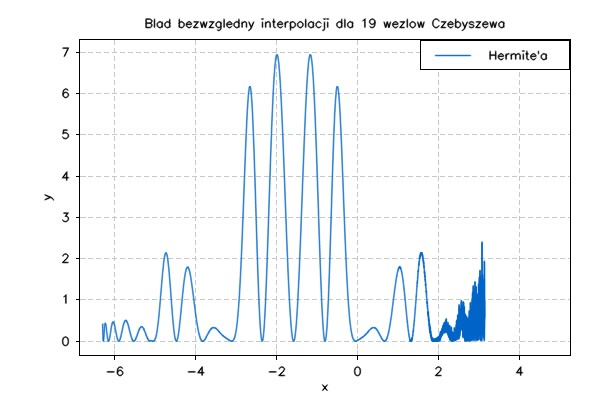 Blad bezwzgledny interpolacji dla 19 wezlow Czebyszewa
Hermite'a
7
6
5
4
3
2
1
0
y
−6 −4 −2 0 2 4
x